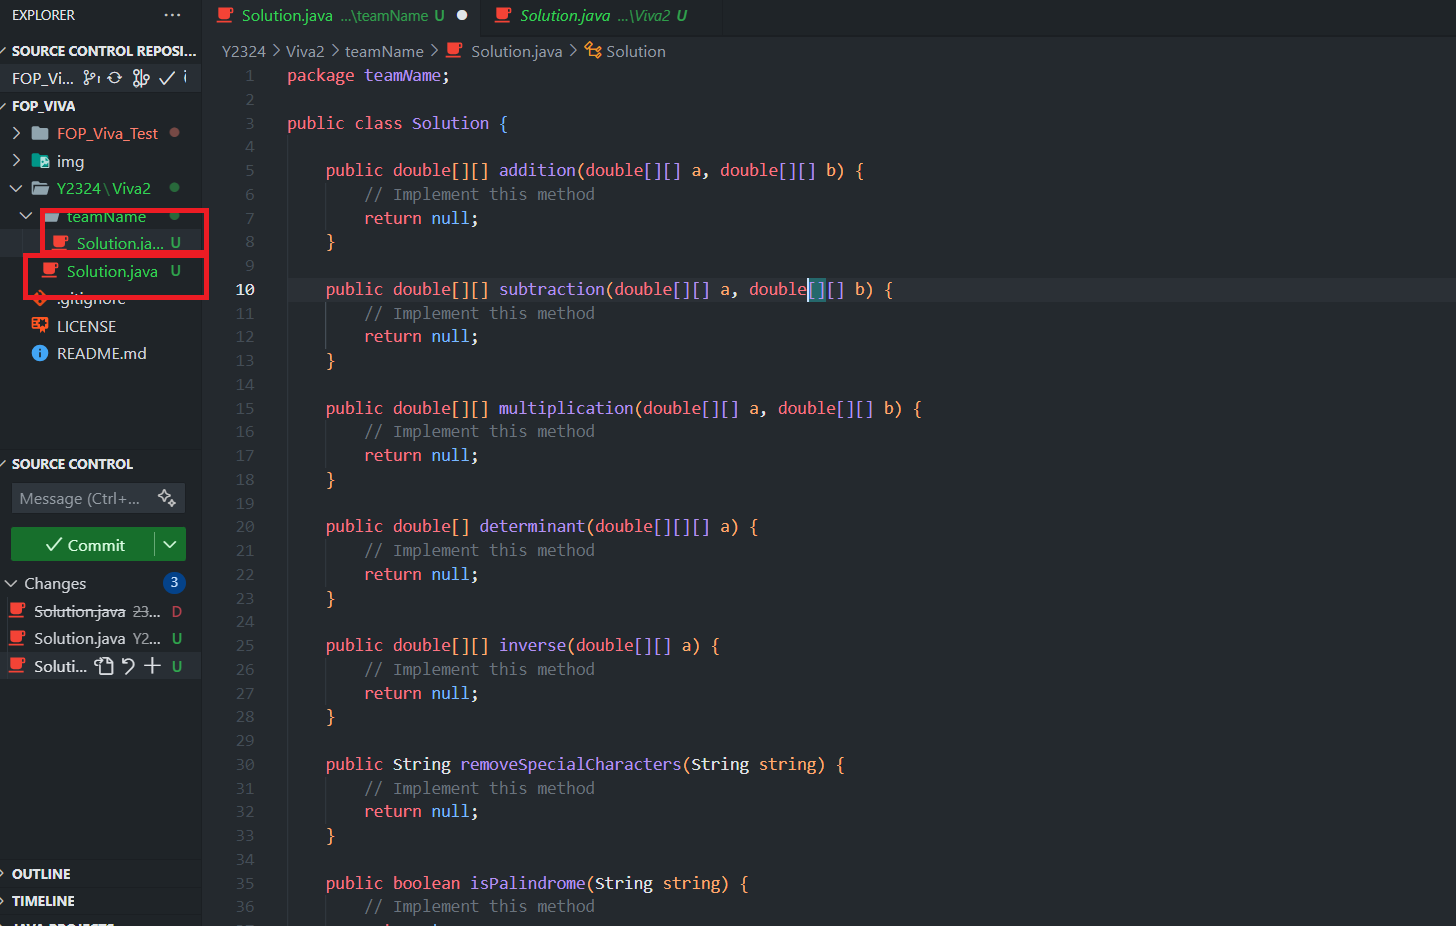 EXPLORER
SOURCE CONTROL REPOSI...
FOP_Vi...
FOP_VIVA
FOP_Viva_Test
img
Y2324\Viva2
teamName
Solution.ja... U
Solution.java U
.gitignore
LICENSE
README.md
SOURCE CONTROL
Message (Ctrl+...
Commit
Changes 3
Solution.java 23... D
Solution.java Y2... U
Soluti... U
OUTLINE
TIMELINE
JAVA PROJECTS
Solution.java ...\teamName U
Solution.java ...\Viva2 U
Y2324 > Viva2 > teamName > Solution.java > Solution
1 package teamName;
2
3 public class Solution {
4
5 public double[][] addition(double[][] a, double[][] b) {
6 // Implement this method
7 return null;
8 }
9
10 public double[][] subtraction(double[][] a, double[][] b) {
11 // Implement this method
12 return null;
13 }
14
15 public double[][] multiplication(double[][] a, double[][] b) {
16 // Implement this method
17 return null;
18 }
19
20 public double[] determinant(double[][][] a) {
21 // Implement this method
22 return null;
23 }
24
25 public double[][] inverse(double[][] a) {
26 // Implement this method
27 return null;
28 }
29
30 public String removeSpecialCharacters(String string) {
31 // Implement this method
32 return null;
33 }
34
35 public boolean isPalindrome(String string) {
36 // Implement this method